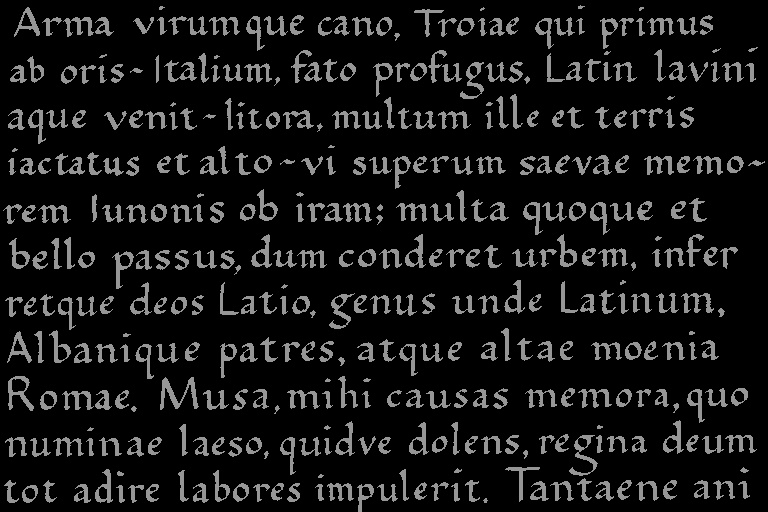 Arma virumque cano, Troiae qui primus
ab oris~Italium, fato profugus, Latin lavini
aque venit~litora, multum ille et terris
iactatus et alto~vi superum saevae memo~
rem Iunonis ob iram; multa quoque et
bello passus, dum conderet urbem, infer
retque deos Latio, genus unde Latinum,
Albanique patres, atque altae moenia
Romae. Musa, mihi causas memora, quo
numinae laeso, quidve dolens, regina deum
tot adire labores impulerit. Tantaene ani